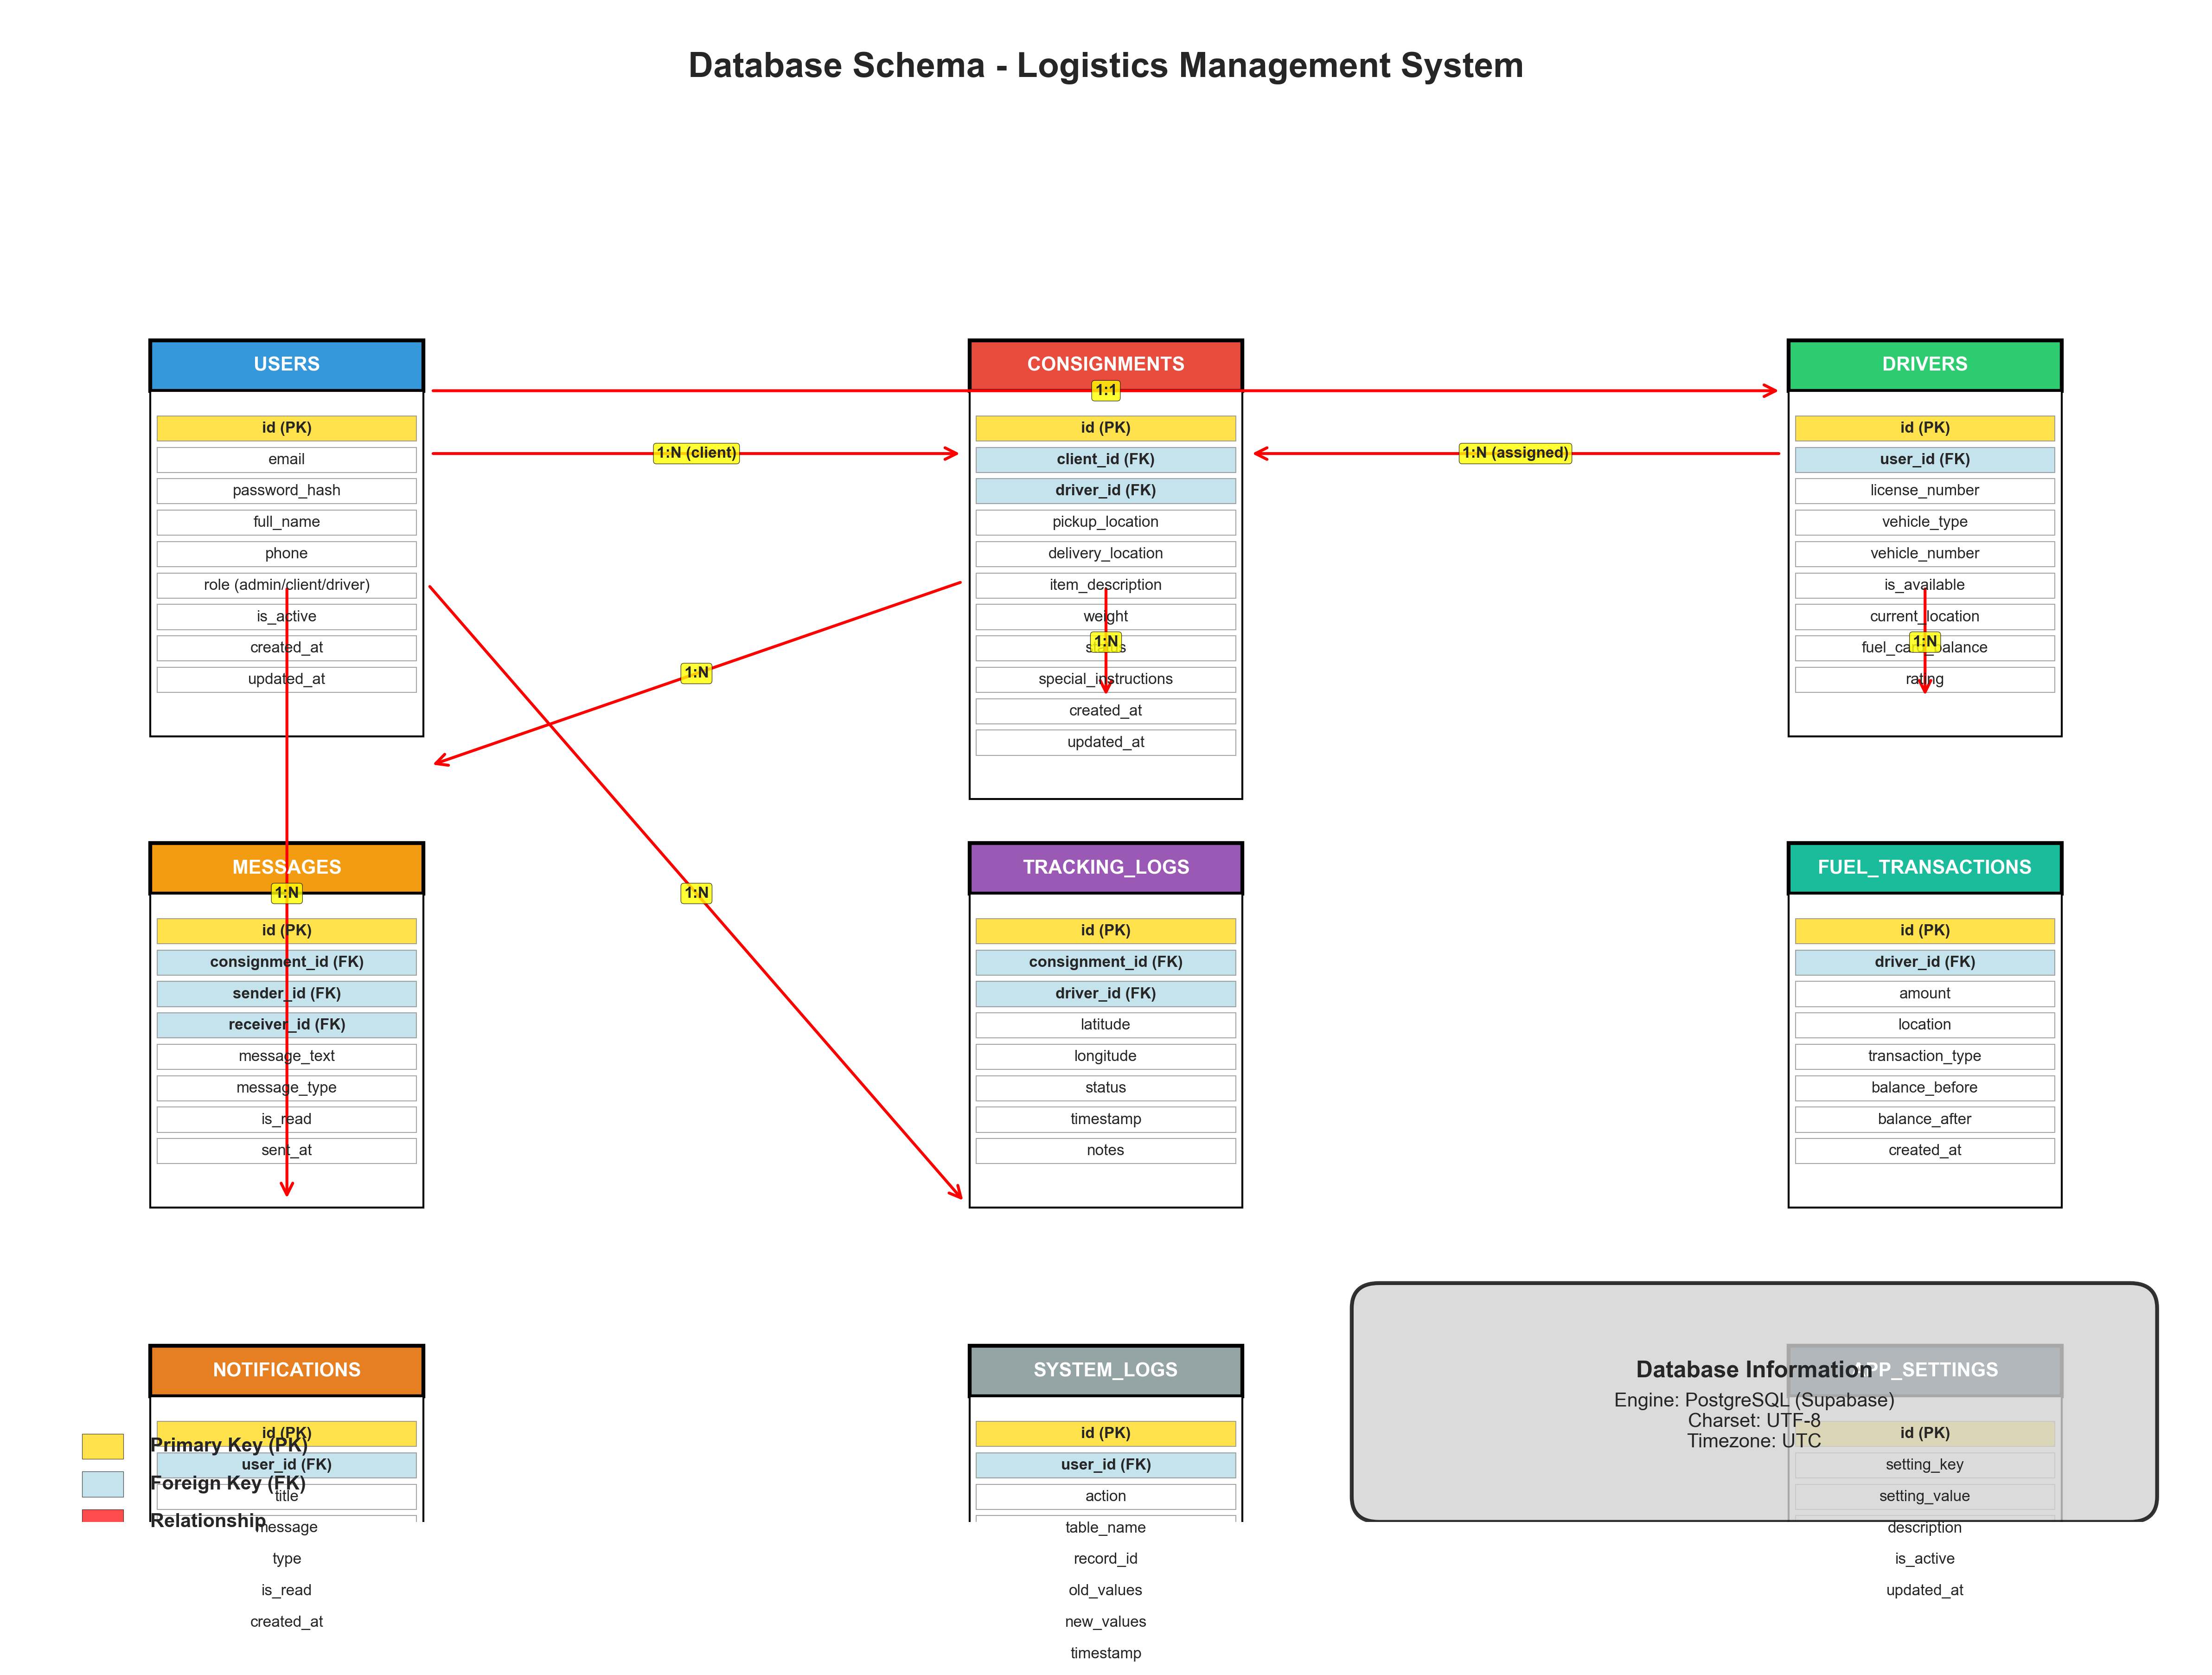 Database Schema - Logistics Management System
USERS
id (PK)
email
password_hash
full_name
phone
role (admin/client/driver)
is_active
created_at
updated_at
CONSIGNMENTS
id (PK)
client_id (FK)
driver_id (FK)
pickup_location
delivery_location
item_description
weight
status
special_instructions
created_at
updated_at
DRIVERS
id (PK)
user_id (FK)
license_number
vehicle_type
vehicle_number
is_available
current_location
fuel_card_balance
rating
1:1
1:N (client)
1:N (assigned)
1:N
1:N
1:N
1:N
1:N
MESSAGES
id (PK)
consignment_id (FK)
sender_id (FK)
receiver_id (FK)
message_text
message_type
is_read
sent_at
TRACKING_LOGS
id (PK)
consignment_id (FK)
driver_id (FK)
latitude
longitude
status
timestamp
notes
FUEL_TRANSACTIONS
id (PK)
driver_id (FK)
amount
location
transaction_type
balance_before
balance_after
created_at
NOTIFICATIONS
id (PK)
user_id (FK)
title
message
type
is_read
created_at
Primary Key (PK)
Foreign Key (FK)
Relationship
SYSTEM_LOGS
id (PK)
user_id (FK)
action
table_name
record_id
old_values
new_values
timestamp
Database Information
Engine: PostgreSQL (Supabase)
Charset: UTF-8
Timezone: UTC
APP_SETTINGS
id (PK)
setting_key
setting_value
description
is_active
updated_at